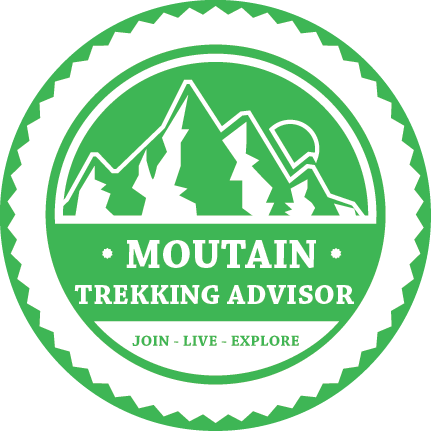 MOUTAIN
TREKKING ADVISOR
JOIN - LIVE - EXPLORE